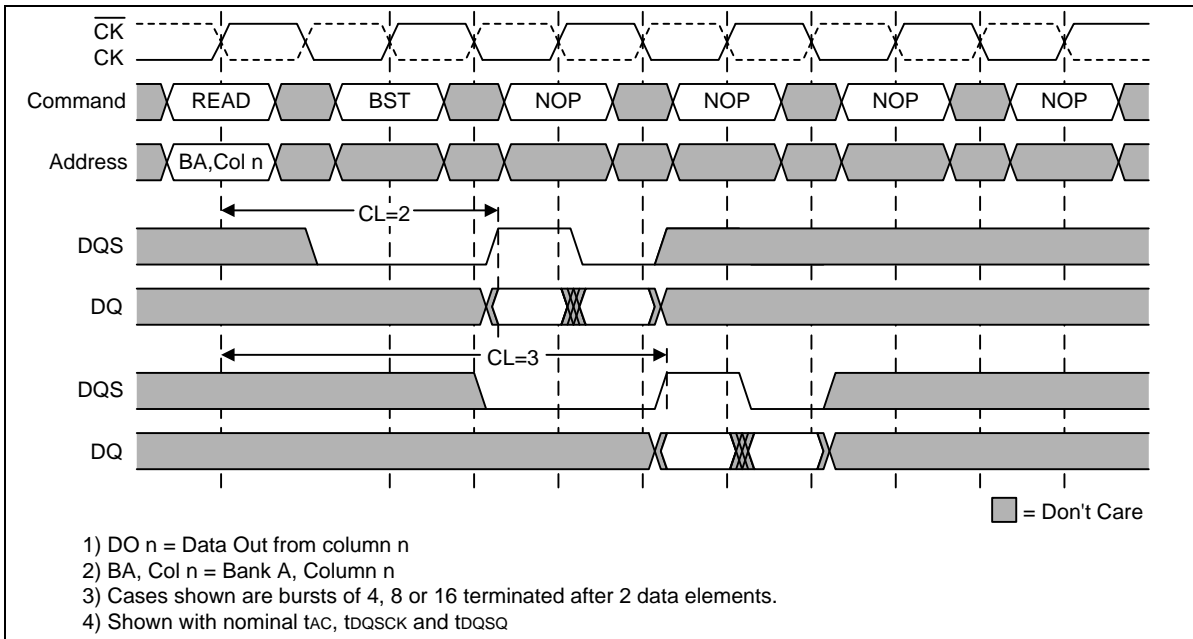 CK
CK
Command READ BST NOP NOP NOP NOP
Address BA,Col n
CL=2
DQS
DQ
CL=3
DQS
DQ
= Don't Care
1) DO n = Data Out from column n
2) BA, Col n = Bank A, Column n
3) Cases shown are bursts of 4, 8 or 16 terminated after 2 data elements.
4) Shown with nominal tAC, tDQSCK and tDQSQ